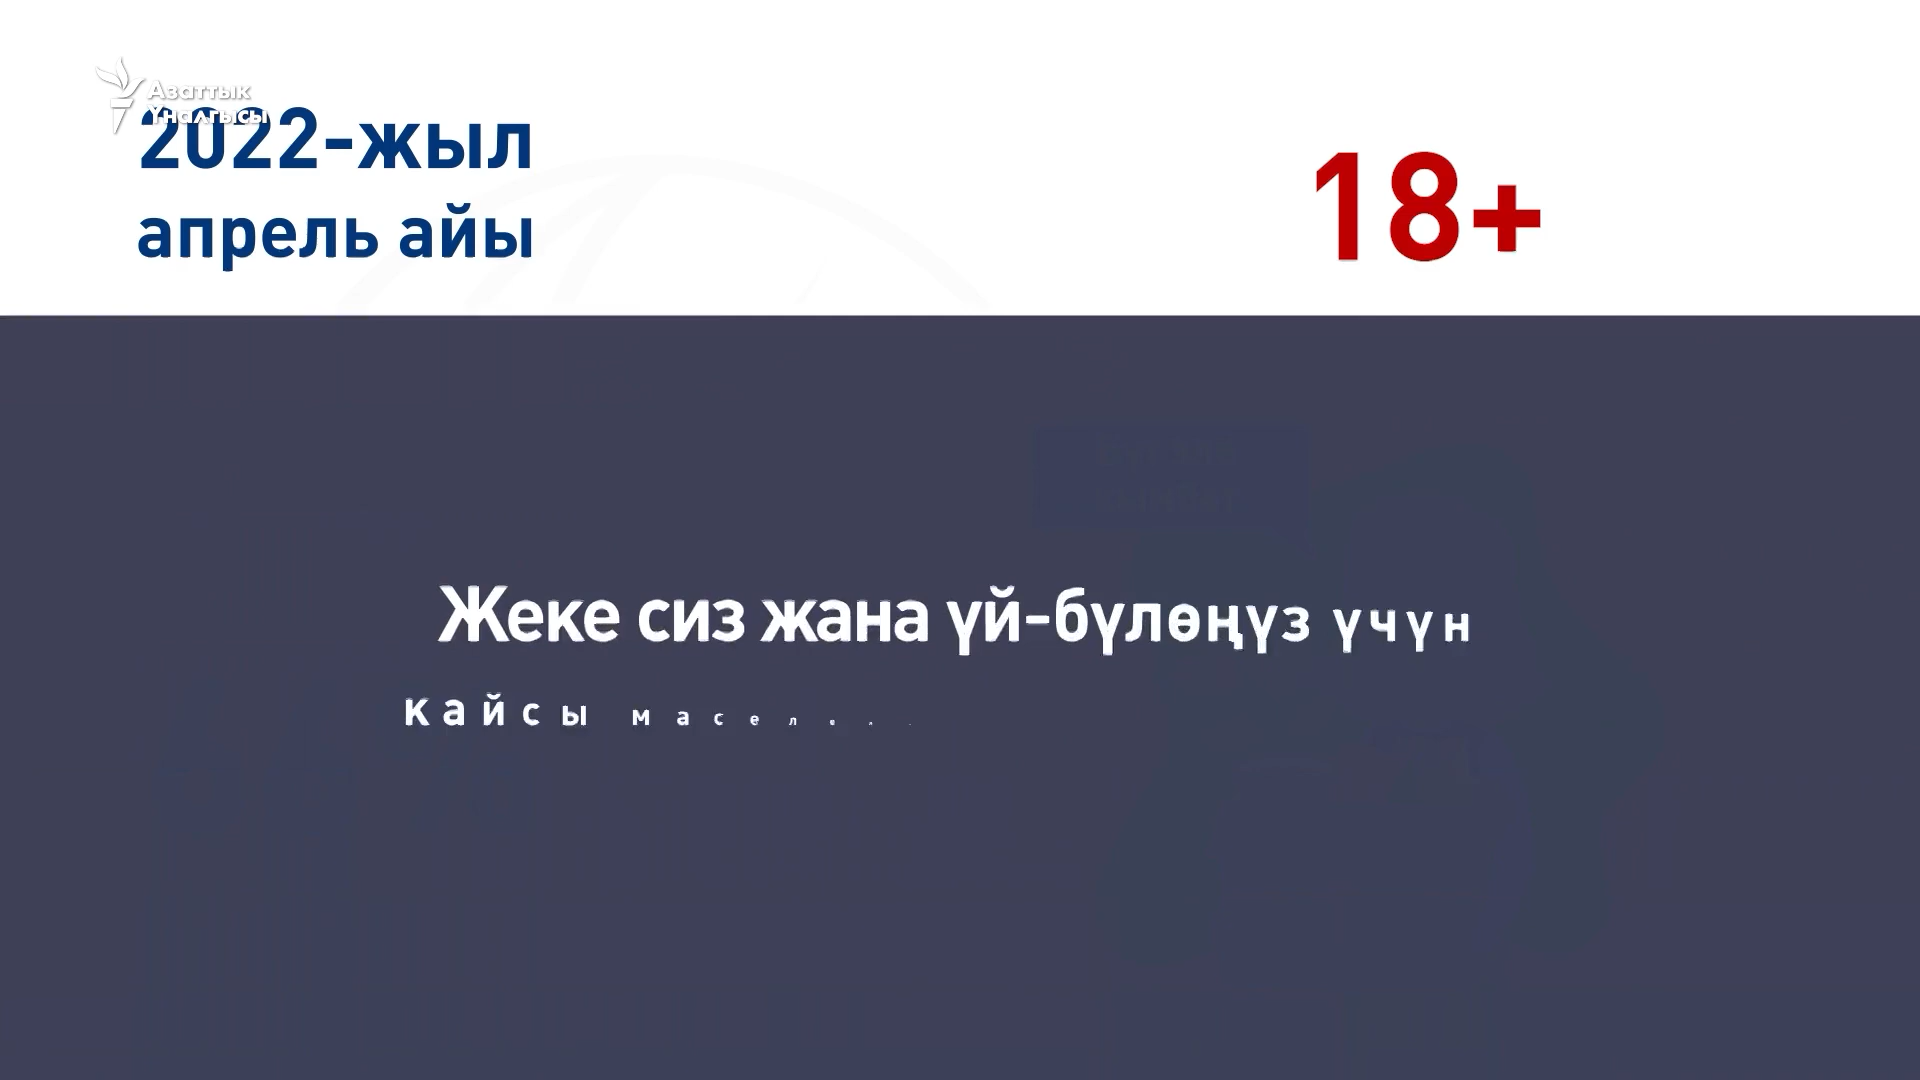 Азаттык
Үналгысы
2022-жыл
апрель айы
18+
Жеке сиз жана үй-бүлөңүз үчүн
кайсы